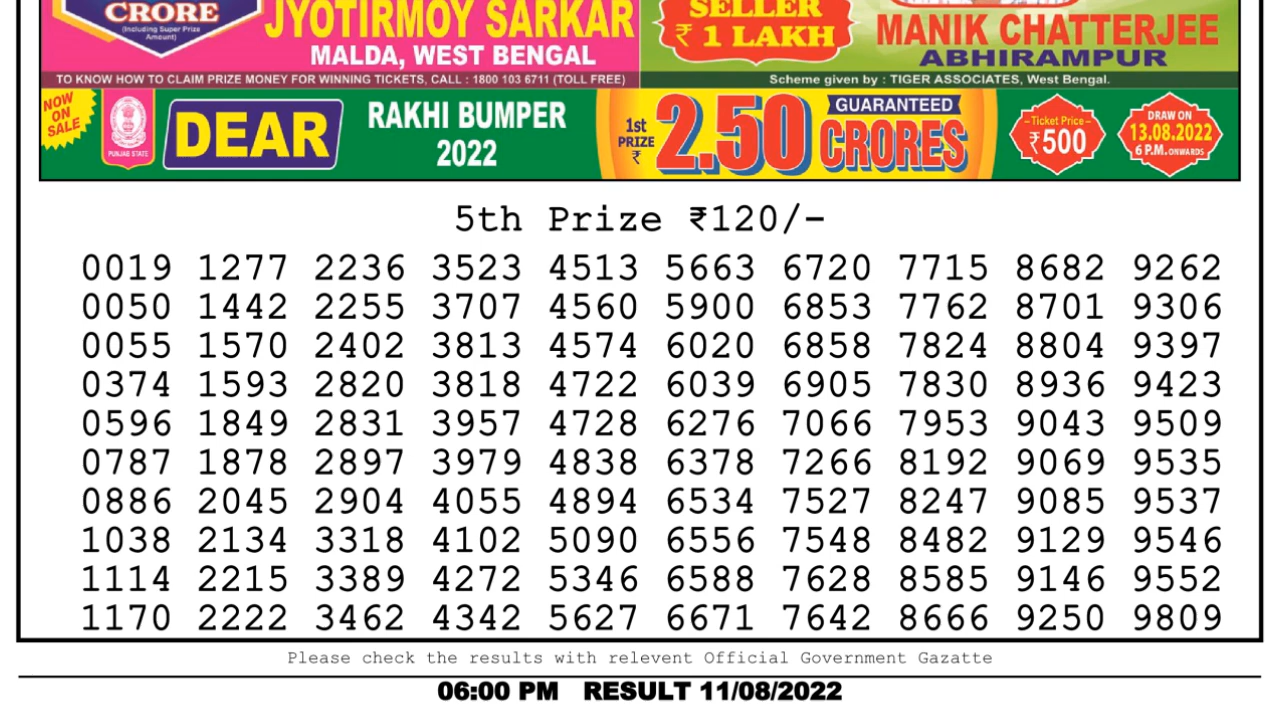 CRORE
(Including Super Prize Amount)
JYOTIRMOY SARKAR
MALDA, WEST BENGAL
SELLER
₹ 1 LAKH
MANIK CHATTERJEE
ABHIRAMPUR
TO KNOW HOW TO CLAIM PRIZE MONEY FOR WINNING TICKETS, CALL : 1800 103 6711 (TOLL FREE)
Scheme given by : TIGER ASSOCIATES, West Bengal.
NOW ON SALE
PUNJAB STATE
DEAR
RAKHI BUMPER
2022
1st PRIZE ₹
2.50
GUARANTEED
CRORES
Ticket Price
₹500
DRAW ON
13.08.2022
6 P.M. ONWARDS
5th Prize ₹120/-
0019 1277 2236 3523 4513 5663 6720 7715 8682 9262
0050 1442 2255 3707 4560 5900 6853 7762 8701 9306
0055 1570 2402 3813 4574 6020 6858 7824 8804 9397
0374 1593 2820 3818 4722 6039 6905 7830 8936 9423
0596 1849 2831 3957 4728 6276 7066 7953 9043 9509
0787 1878 2897 3979 4838 6378 7266 8192 9069 9535
0886 2045 2904 4055 4894 6534 7527 8247 9085 9537
1038 2134 3318 4102 5090 6556 7548 8482 9129 9546
1114 2215 3389 4272 5346 6588 7628 8585 9146 9552
1170 2222 3462 4342 5627 6671 7642 8666 9250 9809
Please check the results with relevent Official Government Gazatte
06:00 PM RESULT 11/08/2022